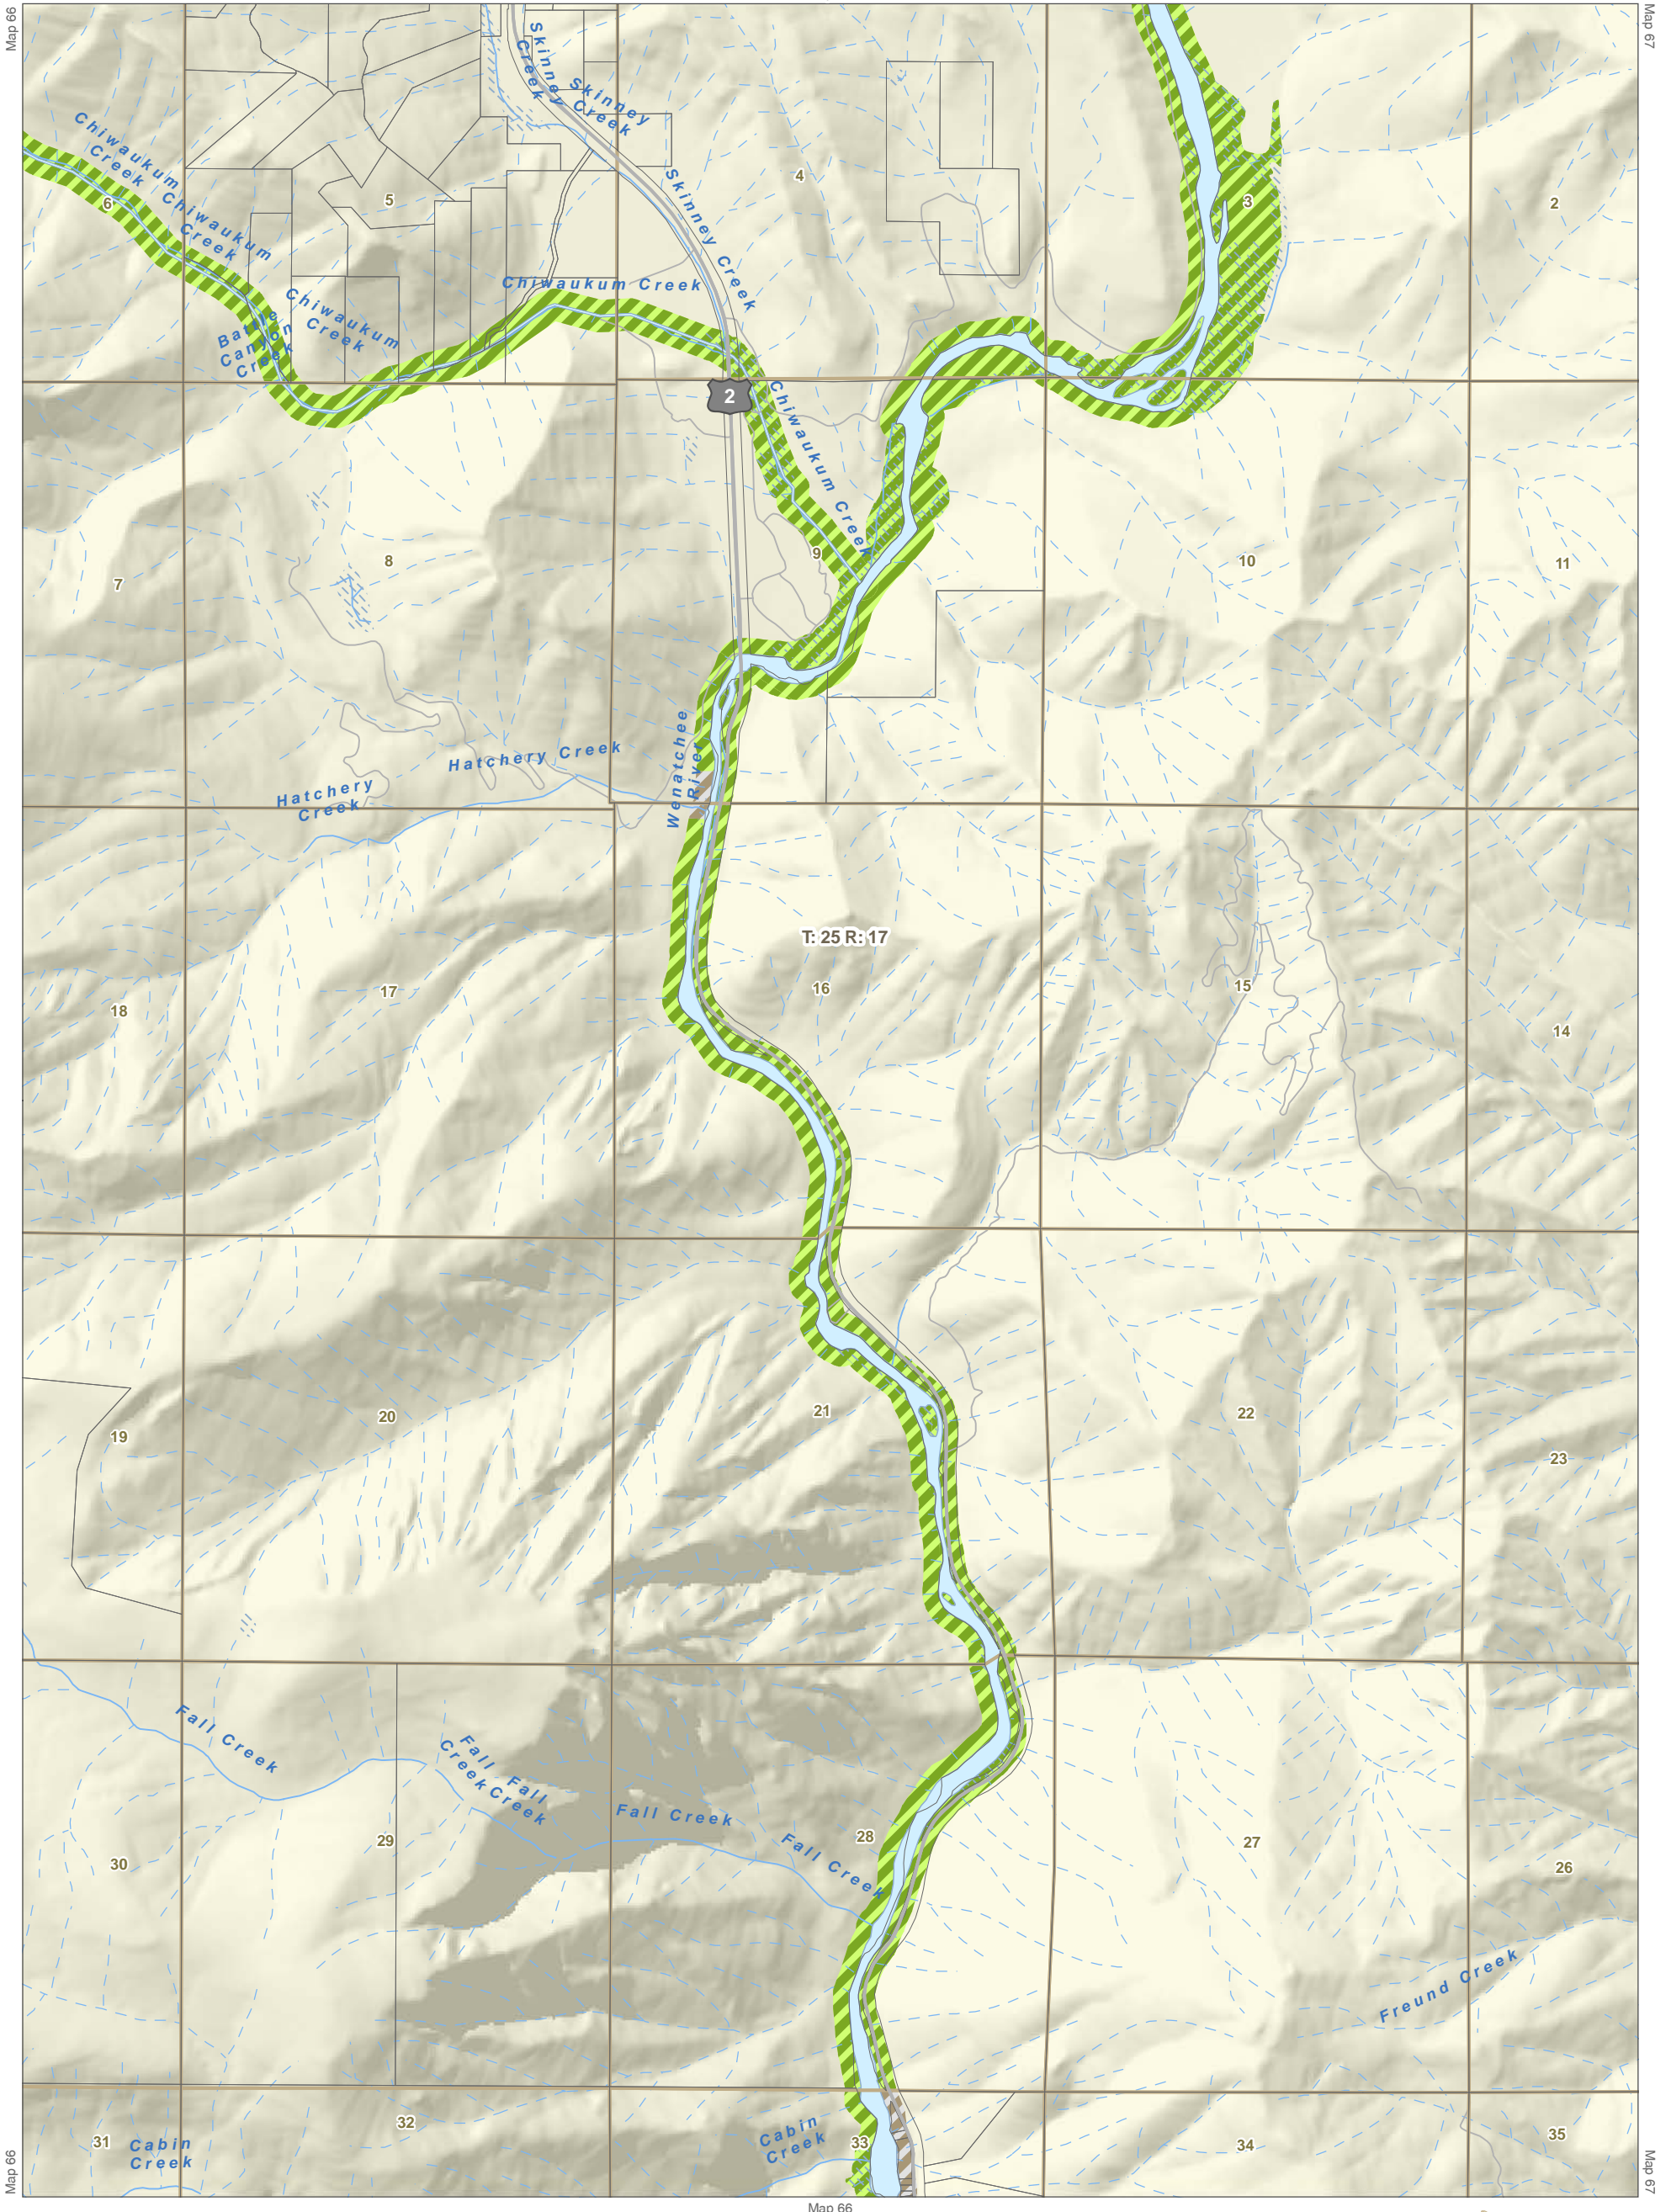 Map 66
Map 67
Skinney
Creek
Skinney
Creek
Chiwaukum
Creek
4
Skinney Creek
5
3
2
6
Chiwaukum
Creek
Chiwaukum Creek
Chiwaukum
Creek
Battle
Canyon
Creek
2
Chiwaukum Creek
9
8
10
11
7
Wenatchee
River
Hatchery Creek
Hatchery
Creek
T: 25 R: 17
16
15
17
18
14
21
22
20
19
23
Fall Creek
Fall
Creek
Fall
Creek
Fall Creek
Fall Creek
28
29
27
30
26
Freund Creek
32
Cabin
Creek
33
31
Cabin
Creek
34
35
Map 66
Map 67
Map 66